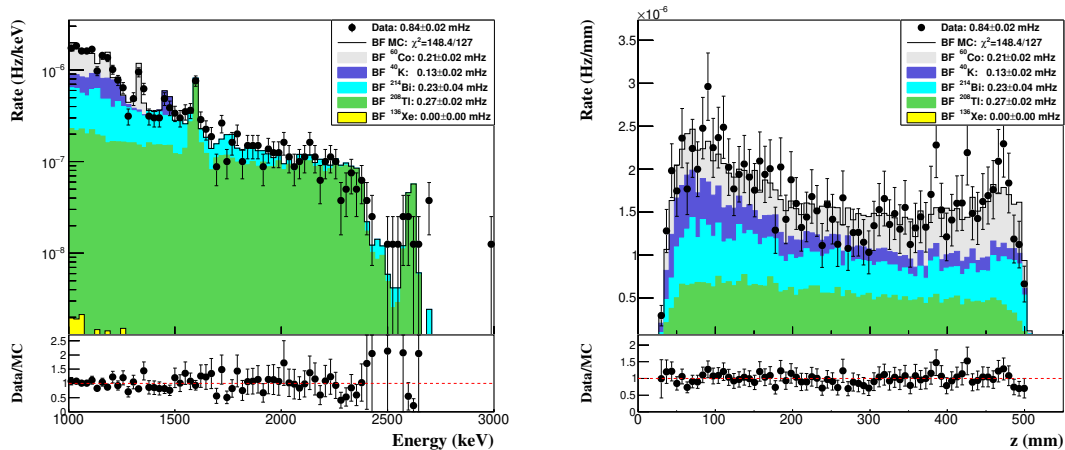 Data: 0.84±0.02 mHz
BF MC: χ²=148.4/127
BF ⁶⁰Co: 0.21±0.02 mHz
BF ⁴⁰K: 0.13±0.02 mHz
BF ²¹⁴Bi: 0.23±0.04 mHz
BF ²⁰⁸Tl: 0.27±0.02 mHz
BF ¹³⁶Xe: 0.00±0.00 mHz
Rate (Hz/keV)
10⁻⁶
10⁻⁷
10⁻⁸
Data/MC
2.5
2
1.5
1
0.5
0
1000 1500 2000 2500 3000
Energy (keV)
×10⁻⁶
Data: 0.84±0.02 mHz
BF MC: χ²=148.4/127
BF ⁶⁰Co: 0.21±0.02 mHz
BF ⁴⁰K: 0.13±0.02 mHz
BF ²¹⁴Bi: 0.23±0.04 mHz
BF ²⁰⁸Tl: 0.27±0.02 mHz
BF ¹³⁶Xe: 0.00±0.00 mHz
Rate (Hz/mm)
3.5
3
2.5
2
1.5
1
0.5
Data/MC
2
1.5
1
0.5
0
0 100 200 300 400 500
z (mm)